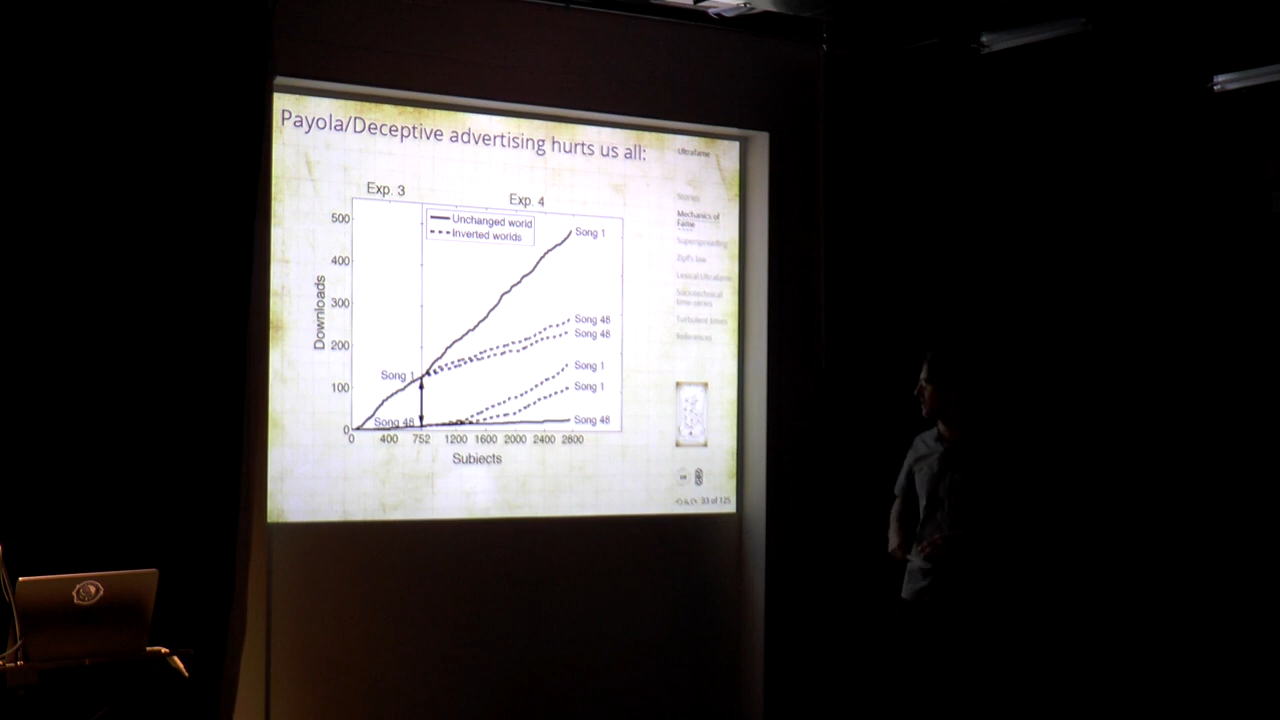 Payola/Deceptive advertising hurts us all:
Ultrafame
Stories
Mechanics of
Fame
Superspreading
Zipf's law
Lexical Ultrafame
Sociotechnical
time series
Turbulent times
References
Exp. 3
Exp. 4
Unchanged world
Inverted worlds
Downloads
500
400
300
200
100
0
Song 1
Song 48
Song 1
Song 48
Song 48
Song 1
Song 1
Song 48
0 400 752 1200 1600 2000 2400 2800
Subjects
33 of 125